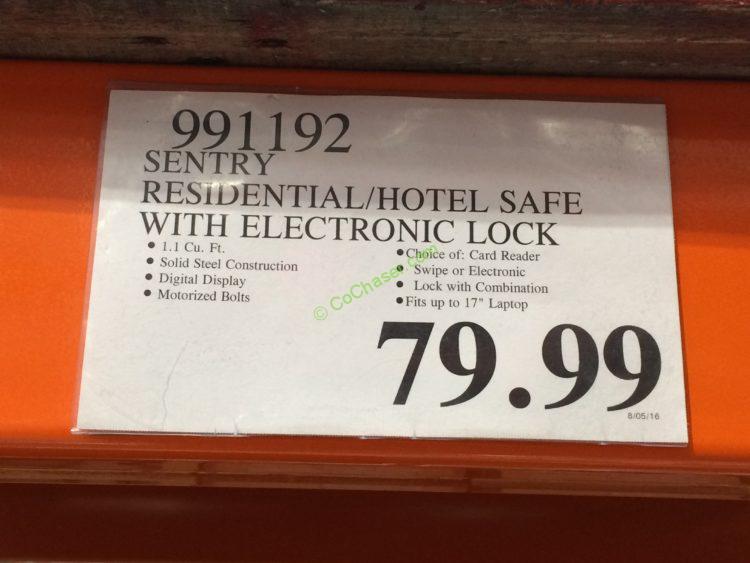 991192
SENTRY
RESIDENTIAL/HOTEL SAFE
WITH ELECTRONIC LOCK
• 1.1 Cu. Ft.
• Solid Steel Construction
• Digital Display
• Motorized Bolts
• Choice of: Card Reader
• Swipe or Electronic
• Lock with Combination
• Fits up to 17" Laptop
© CoChaser.com
79.99
8/05/16